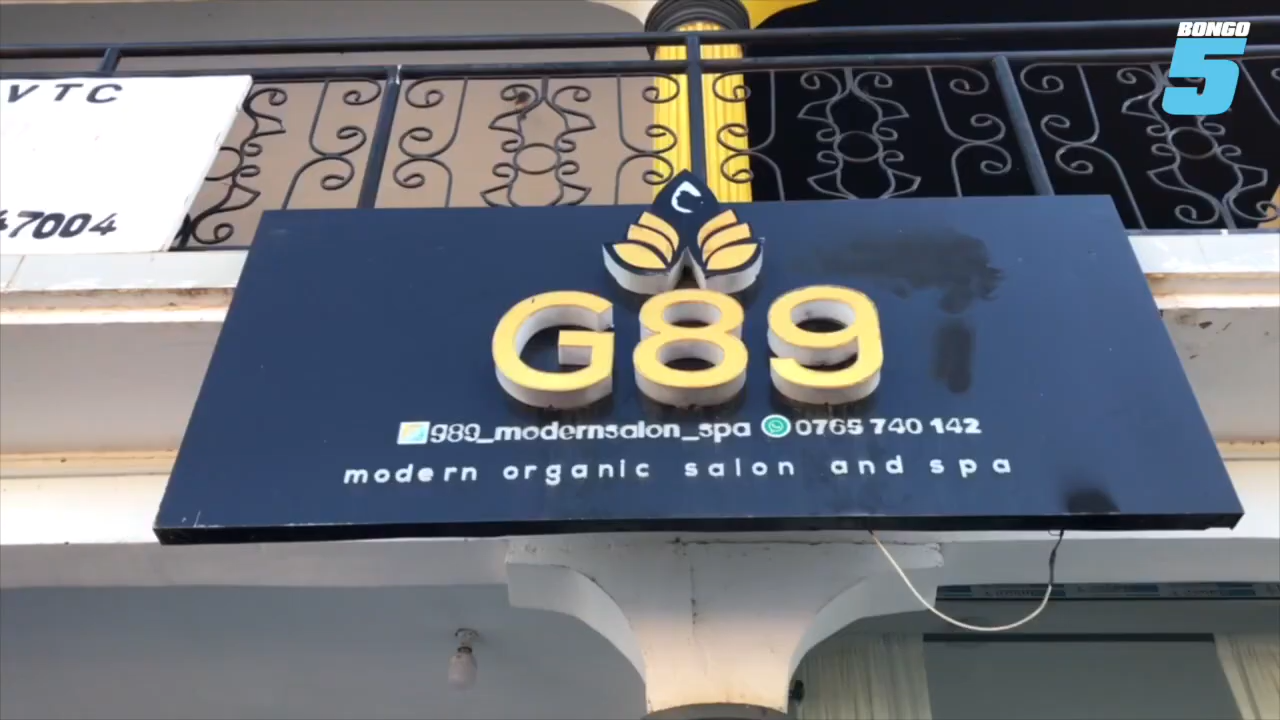 BONGO
5
VTC
47004
G89
g89_modernsalon_spa 0765 740 142
modern organic salon and spa